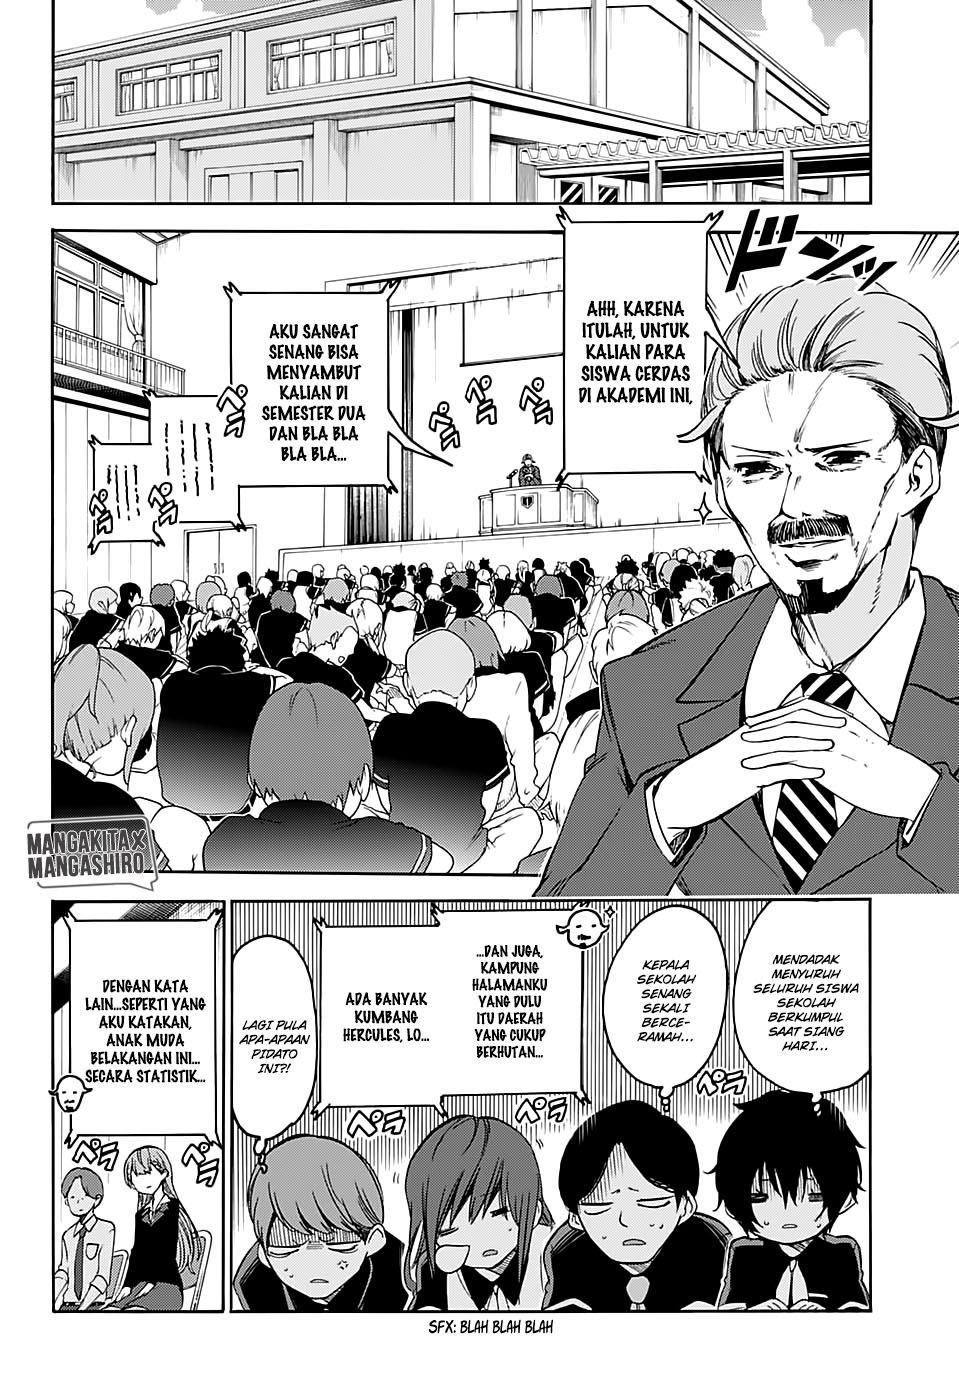 ドンッ
AHH, KARENA
ITULAH, UNTUK
KALIAN PARA
SISWA CERDAS
DI AKADEMI INI,
AKU SANGAT
SENANG BISA
MENYAMBUT
KALIAN DI
SEMESTER DUA
DAN BLA BLA
BLA BLA...
ペラ
ペラ
ペラ
ペラ
ペラ
ペラ
MANGAKITA X
MANGASHIRO.
MENDADAK
MENYURUH
SELURUH SISWA
SEKOLAH
BERKUMPUL
SAAT SIANG
HARI...
KEPALA
SEKOLAH
SENANG
SEKALI
BERCE-
RAMAH...
...DAN JUGA,
KAMPUNG
HALAMANKU
YANG DULU
ITU DAERAH
YANG CUKUP
BERHUTAN...
ADA BANYAK
KUMBANG
HERCULES, LO...
LAGI PULA
APA-APAAN
PIDATO
INI?!
ペラ
ペラ
ペラ
SFX: BLAH BLAH BLAH
DENGAN KATA
LAIN...SEPERTI YANG
AKU KATAKAN,
ANAK MUDA
BELAKANGAN INI...
SECARA STATISTIK...
ペラ
ペラ